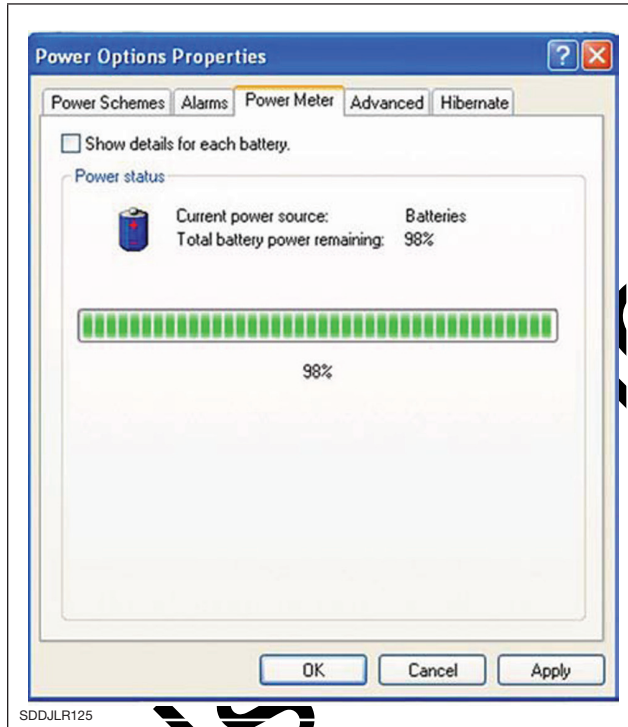 Power Options Properties
Power Schemes Alarms Power Meter Advanced Hibernate
Show details for each battery.
Power status
Current power source: Batteries
Total battery power remaining: 98%
98%
OK Cancel Apply
SDDJLR125